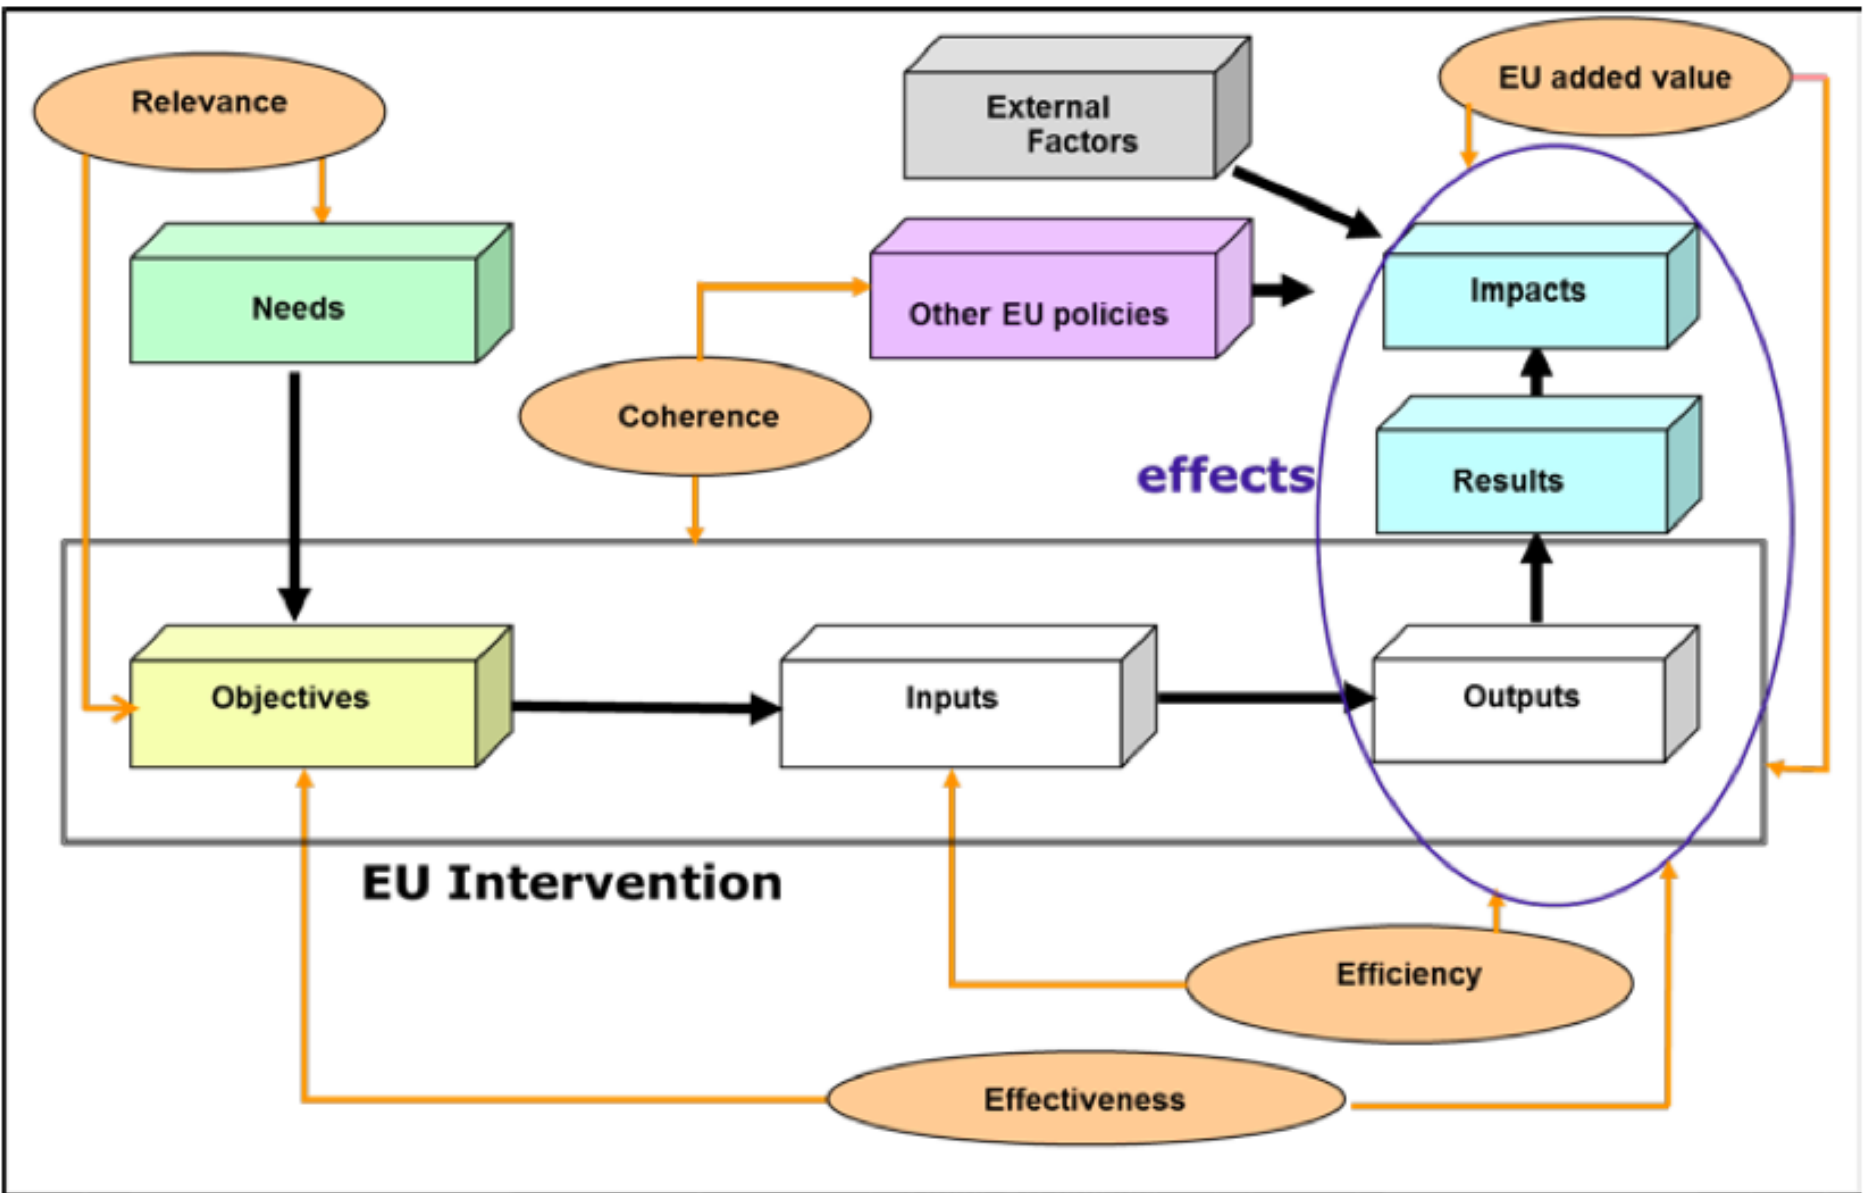 Relevance
External
Factors
EU added value
Needs
Other EU policies
Impacts
Coherence
effects
Results
Objectives
Inputs
Outputs
EU Intervention
Efficiency
Effectiveness